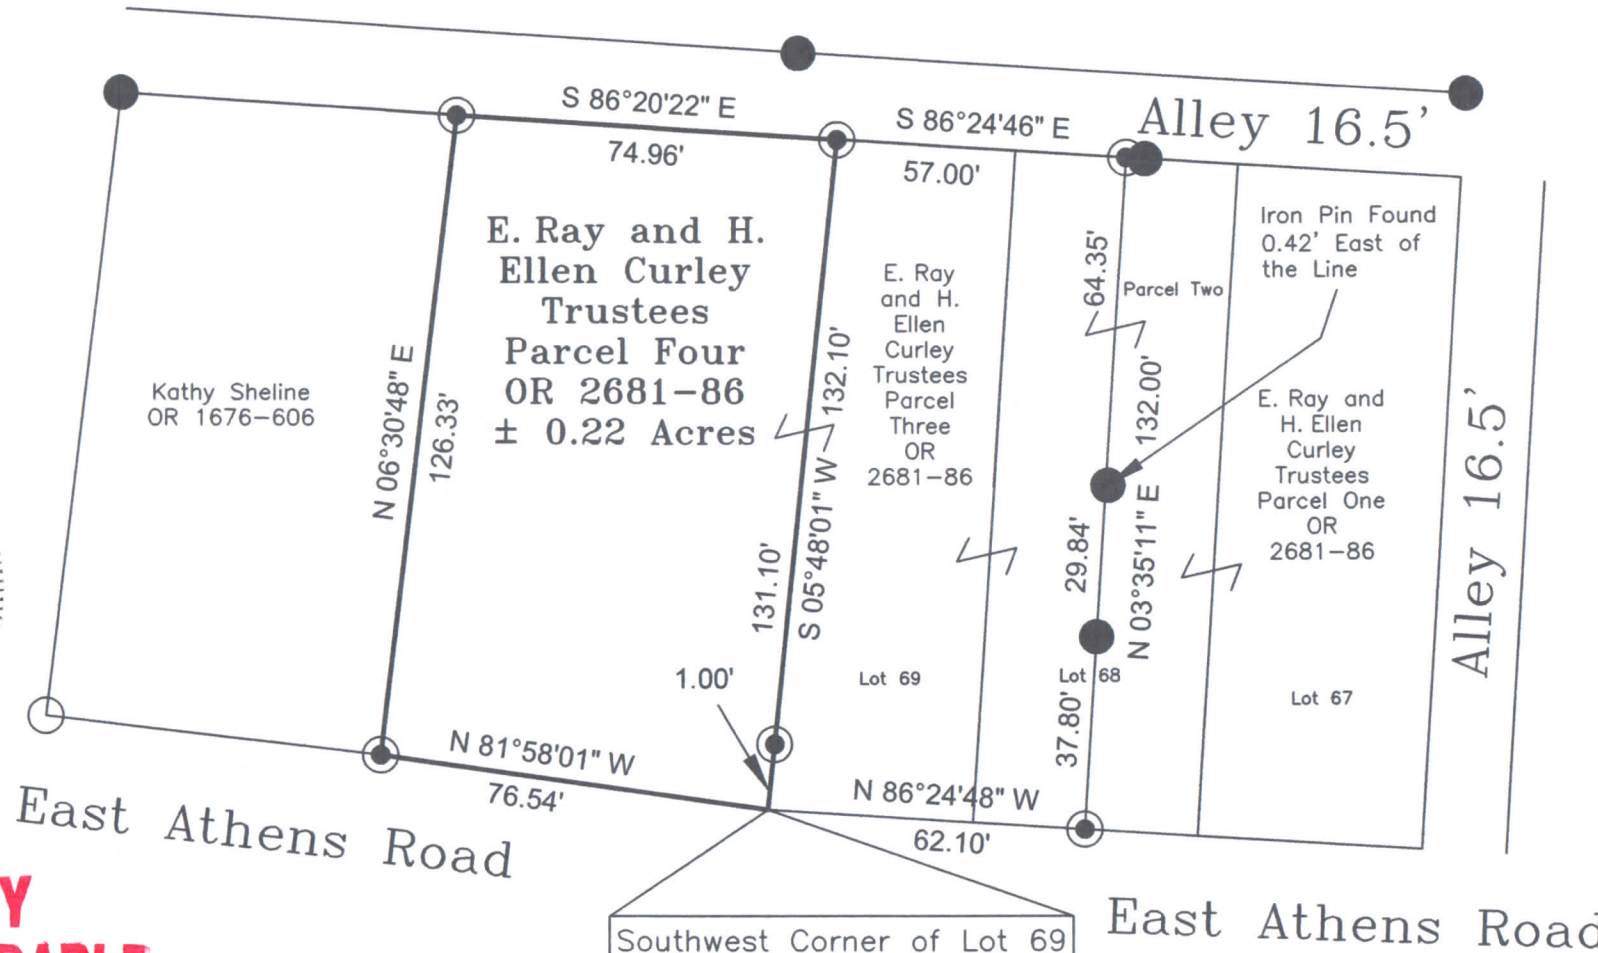 S 86°20'22" E
74.96'
S 86°24'46" E
57.00'
Alley 16.5'
E. Ray and H.
Ellen Curley
Trustees
Parcel Four
OR 2681-86
± 0.22 Acres
Kathy Sheline
OR 1676-606
N 06°30'48" E
126.33'
132.10'
S 05°48'01" W
131.10'
1.00'
E. Ray
and H.
Ellen
Curley
Trustees
Parcel
Three
OR
2681-86
Lot 69
64.35'
Parcel Two
132.00'
29.84'
N 03°35'11" E
Lot 68
37.80'
Iron Pin Found
0.42' East of
the Line
E. Ray and
H. Ellen
Curley
Trustees
Parcel One
OR
2681-86
Lot 67
Alley 16.5'
N 81°58'01" W
76.54'
N 86°24'48" W
62.10'
East Athens Road
Southwest Corner of Lot 69
East Athens Road